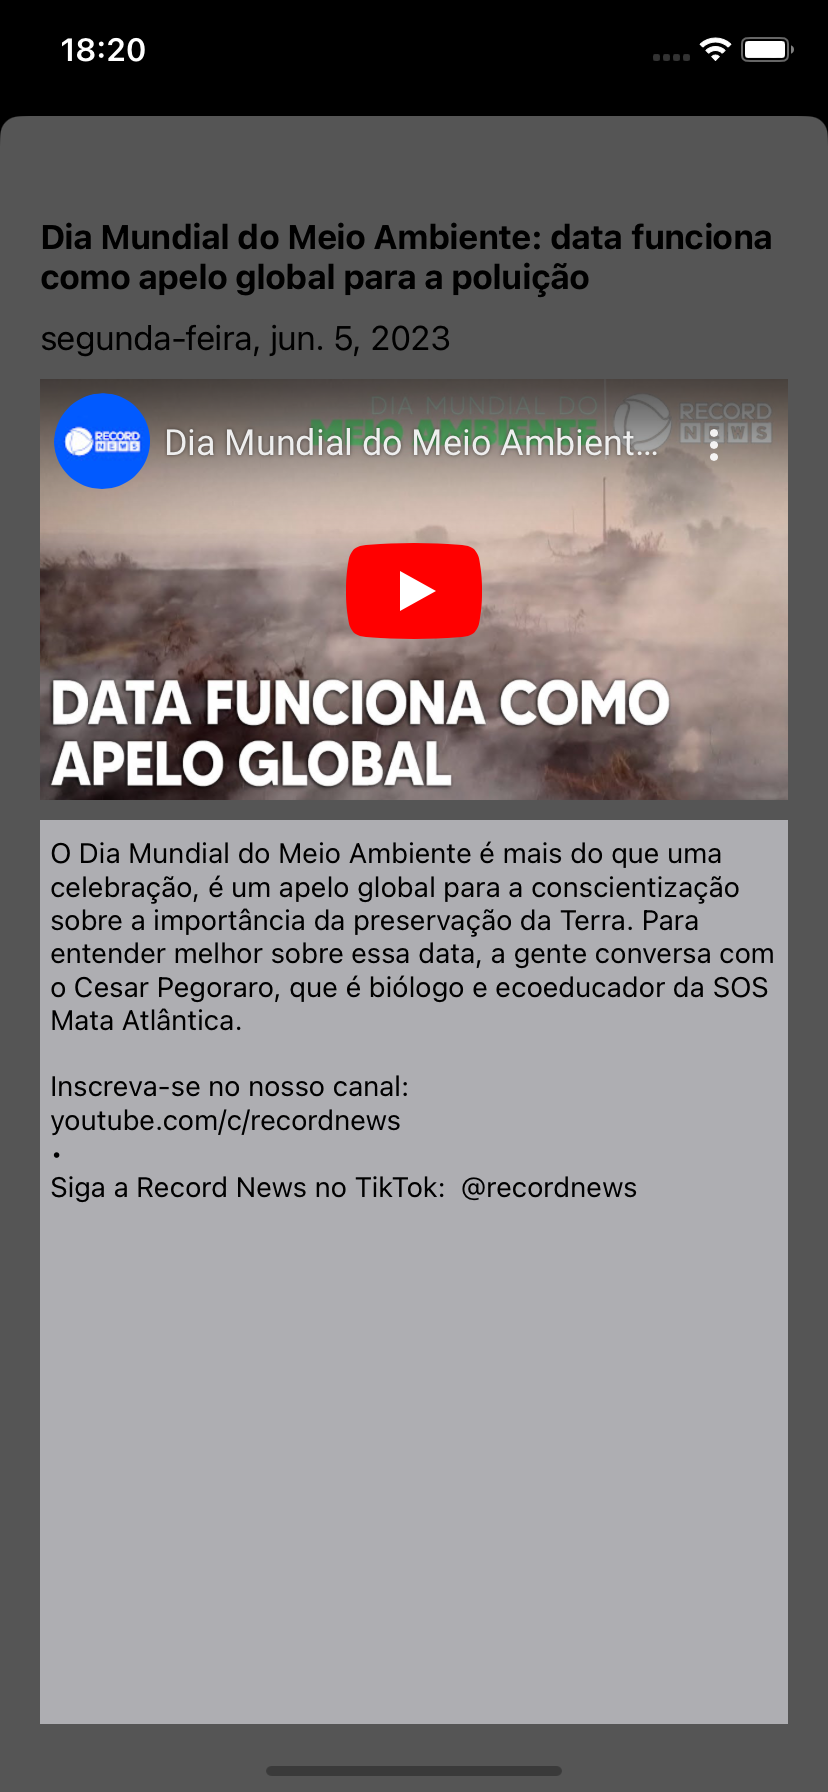 18:20
Dia Mundial do Meio Ambiente: data funciona
como apelo global para a poluição
segunda-feira, jun. 5, 2023
DIA MUNDIAL DO
MEIO AMBIENTE
RECORD
NEWS
RECORD
NEWS
Dia Mundial do Meio Ambient...
DATA FUNCIONA COMO
APELO GLOBAL
O Dia Mundial do Meio Ambiente é mais do que uma
celebração, é um apelo global para a conscientização
sobre a importância da preservação da Terra. Para
entender melhor sobre essa data, a gente conversa com
o Cesar Pegoraro, que é biólogo e ecoeducador da SOS
Mata Atlântica.
Inscreva-se no nosso canal:
youtube.com/c/recordnews
•
Siga a Record News no TikTok:  @recordnews